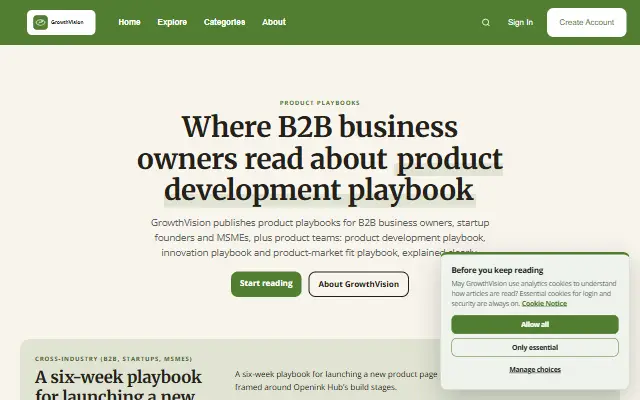 GrowthVision
Home
Explore
Categories
About
Sign In
Create Account
PRODUCT PLAYBOOKS
Where B2B business
owners read about product
development playbook
GrowthVision publishes product playbooks for B2B business owners, startup
founders and MSMEs, plus product teams: product development playbook,
innovation playbook and product-market fit playbook, explained clearly.
Start reading
About GrowthVision
CROSS-INDUSTRY (B2B, STARTUPS, MSMES)
A six-week playbook
for launching a new
A six-week playbook for launching a new product page
framed around Openink Hub's build stages.
Before you keep reading
May GrowthVision use analytics cookies to understand
how articles are read? Essential cookies for login and
security are always on. Cookie Notice
Allow all
Only essential
Manage choices